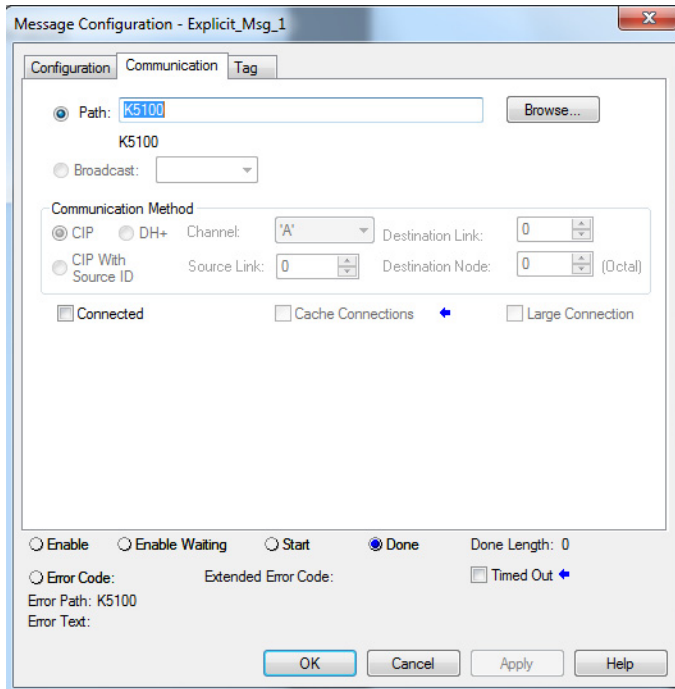 Message Configuration - Explicit_Msg_1
Configuration Communication Tag
Path: K5100 Browse...
K5100
Broadcast:
Communication Method
CIP DH+ Channel: 'A' Destination Link: 0
CIP With Source ID Source Link: 0 Destination Node: 0 (Octal)
Connected Cache Connections Large Connection
Enable Enable Waiting Start Done Done Length: 0
Error Code: Extended Error Code: Timed Out
Error Path: K5100
Error Text:
OK Cancel Apply Help